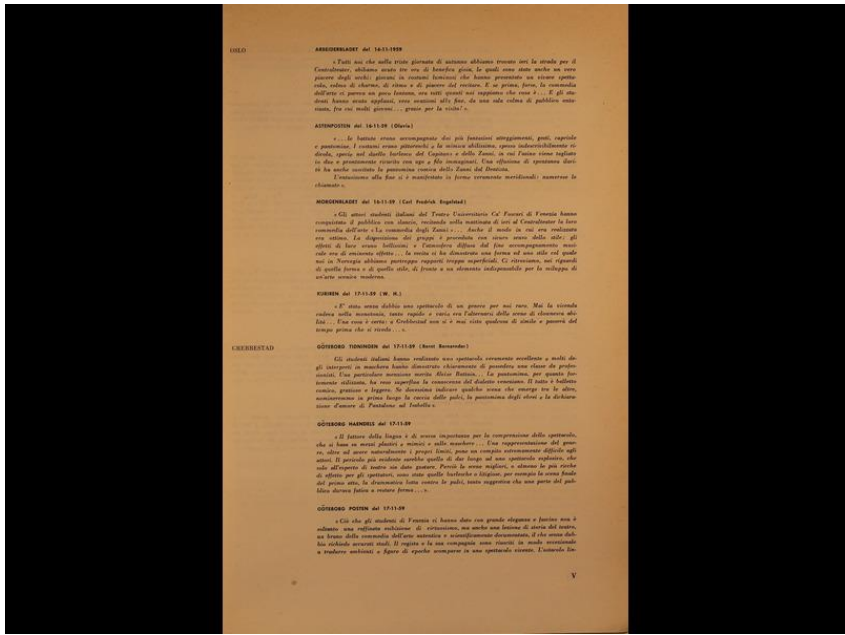 OSLO
ARBEIDERBLADET del 16-11-1959
« Tutti noi che nella triste giornata di autunno abbiamo trovato ieri la strada per il
Centralteater, abbiamo avuto tre ore di benefica gioia, le quali sono state anche un vero
piacere degli occhi: giovani in costumi luminosi che hanno presentato un vivace spetta-
colo, colmo di charme, di ritmo e di piacere del recitare. E se prima, forse, la commedia
dell'arte ci pareva un poco lontana, ora tutti quanti noi sappiamo che cosa è... E gli stu-
denti hanno avuto applausi, vere ovazioni alla fine, da una sala colma di pubblico entu-
siasta, fra cui molti giovani... grazie per la visita! ».
ASTENPOSTEN del 16-11-59 (Olavia)
« ... le battute erano accompagnate dai più fantasiosi atteggiamenti, gesti, capriole
e pantomime. I costumi erano pittoreschi e la mimica abilissima, spesso indescrivibilmente ri-
dicola, specie nel duello burlesco del Capitano e dello Zanni, in cui l'asino viene tagliato
in due e prontamente ricucito con ago e filo immaginari. Una effusione di spontanea ilari-
tà ha anche suscitato la pantomima comica dello Zanni dal Dentista.
L'entusiasmo alla fine si è manifestato in forma veramente meridionale: numerose le
chiamate ».
MORGENBLADET del 16-11-59 (Carl Fredrick Engelstad)
« Gli attori studenti italiani del Teatro Universitario Ca' Foscari di Venezia hanno
conquistato il pubblico con slancio, recitando nella mattinata di ieri al Centralteater la loro
commedia dell'arte « La commedia degli Zanni »... Anche il modo in cui era realizzata
era ottimo. La disposizione dei gruppi è proceduta con sicuro senso dello stile; gli
effetti di luce erano bellissimi e l'atmosfera diffusa dal fine accompagnamento musi-
cale era di eminente effetto... la recita ci ha dimostrato una forma ed uno stile col quale
noi in Norvegia abbiamo purtroppo rapporti troppo superficiali. Ci ritroviamo, nei riguardi
di quella forma e di quello stile, di fronte a un elemento indispensabile per lo sviluppo di
un'arte scenica moderna.
KURIREN del 17-11-59 (W. H.)
« E' stato senza dubbio uno spettacolo di un genere per noi raro. Mai la vicenda
cadeva nella monotonia, tanto rapido e vario era l'alternarsi delle scene di clownera abi-
lità... Una cosa è certa: a Grebbestad non si è mai visto qualcosa di simile e passerà del
tempo prima che si riveda... ».
GREBBESTAD
GÖTEBORG TIDNINGEN del 17-11-59 (Bernt Bernander)
Gli studenti italiani hanno realizzato uno spettacolo veramente eccellente e molti de-
gli interpreti in maschera hanno dimostrato chiaramente di possedere una classe da profes-
sionisti. Una particolare menzione merita Alvise Battain... La pantomima, per quanto for-
temente stilizzata, ha reso superflua la conoscenza del dialetto veneziano. Il tutto è balletto
comico, grazioso e leggero. Se dovessimo indicare qualche scena che emerge tra le altre,
nomineremmo in primo luogo la caccia delle pulci, la pantomima degli ebrei e la dichiara-
zione d'amore di Pantalone ad Isabella ».
GÖTEBORG HAENDELS del 17-11-59
« Il fattore della lingua è di scarsa importanza per la comprensione dello spettacolo,
che si basa su mezzi plastici e mimici e sulle maschere... Una rappresentazione del gene-
re, oltre ad avere naturalmente i propri limiti, pone un compito estremamente difficile agli
attori. Il pericolo più evidente sarebbe quello di dar luogo ad uno spettacolo esplosivo, che
solo all'esperto di teatro sia dato gustare. Perciò le scene migliori, o almeno le più ricche
di effetto per gli spettatori, sono state quelle burlesche o litigiose: per esempio la scena finale
del primo atto, la drammatica lotta contro le pulci, tanto suggestiva che una parte del pub-
blico durava fatica a restare ferma... ».
GÖTEBORG POSTEN del 17-11-59
« Ciò che gli studenti di Venezia ci hanno dato con grande eleganza e fascino non è
soltanto una raffinata esibizione di virtuosismo, ma anche una lezione di storia del teatro,
un brano della commedia dell'arte autentica e scientificamente documentata, il che senza dub-
bio richiede accurati studi. Il regista e la sua compagnia sono riusciti in modo eccezionale
a tradurre ambienti e figure di epoche scomparse in uno spettacolo vivente. L'ostacolo lin-
V